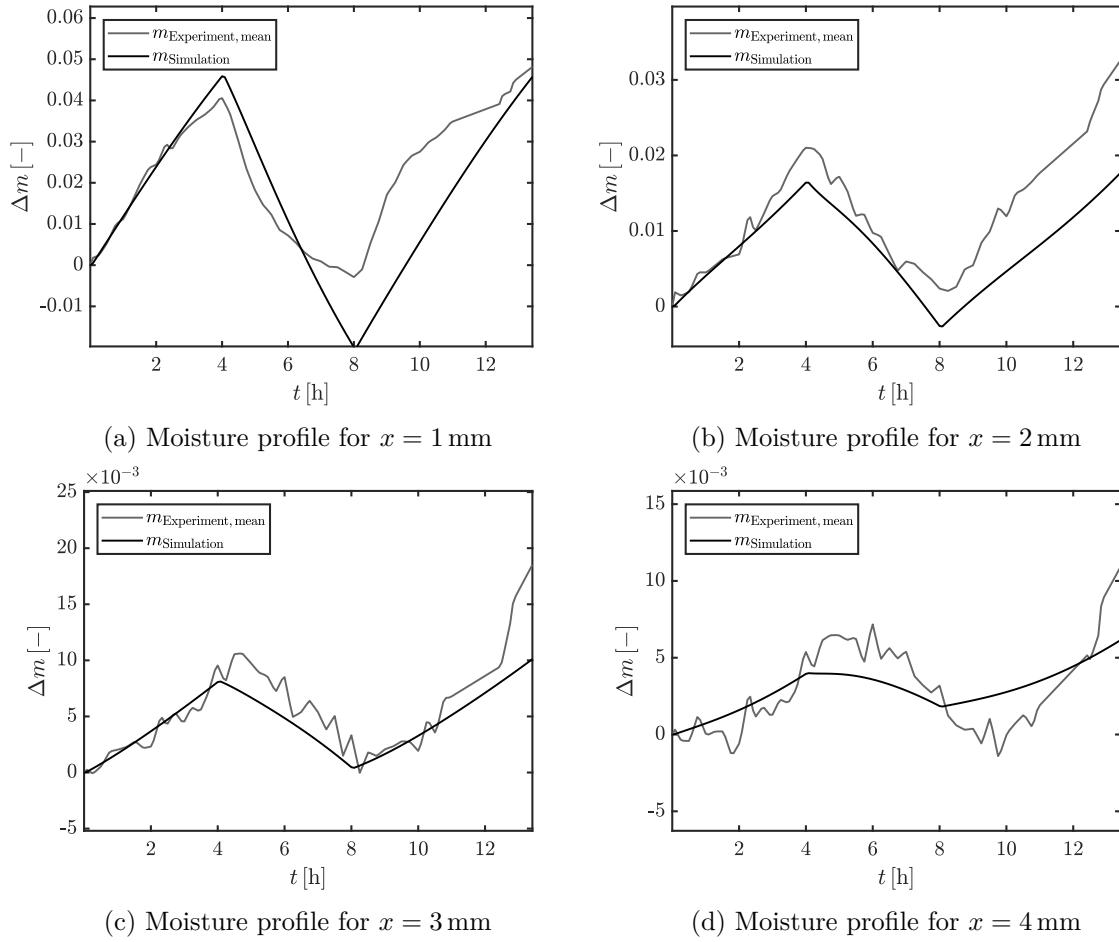 0.06
0.05
0.04
0.03
0.02
0.01
0
-0.01
Δm [−]
m_Experiment, mean
m_Simulation
2 4 6 8 10 12
t [h]
(a) Moisture profile for x = 1 mm
0.03
0.02
0.01
0
Δm [−]
m_Experiment, mean
m_Simulation
2 4 6 8 10 12
t [h]
(b) Moisture profile for x = 2 mm
×10⁻³
25
20
15
10
5
0
-5
Δm [−]
m_Experiment, mean
m_Simulation
2 4 6 8 10 12
t [h]
(c) Moisture profile for x = 3 mm
×10⁻³
15
10
5
0
-5
Δm [−]
m_Experiment, mean
m_Simulation
2 4 6 8 10 12
t [h]
(d) Moisture profile for x = 4 mm